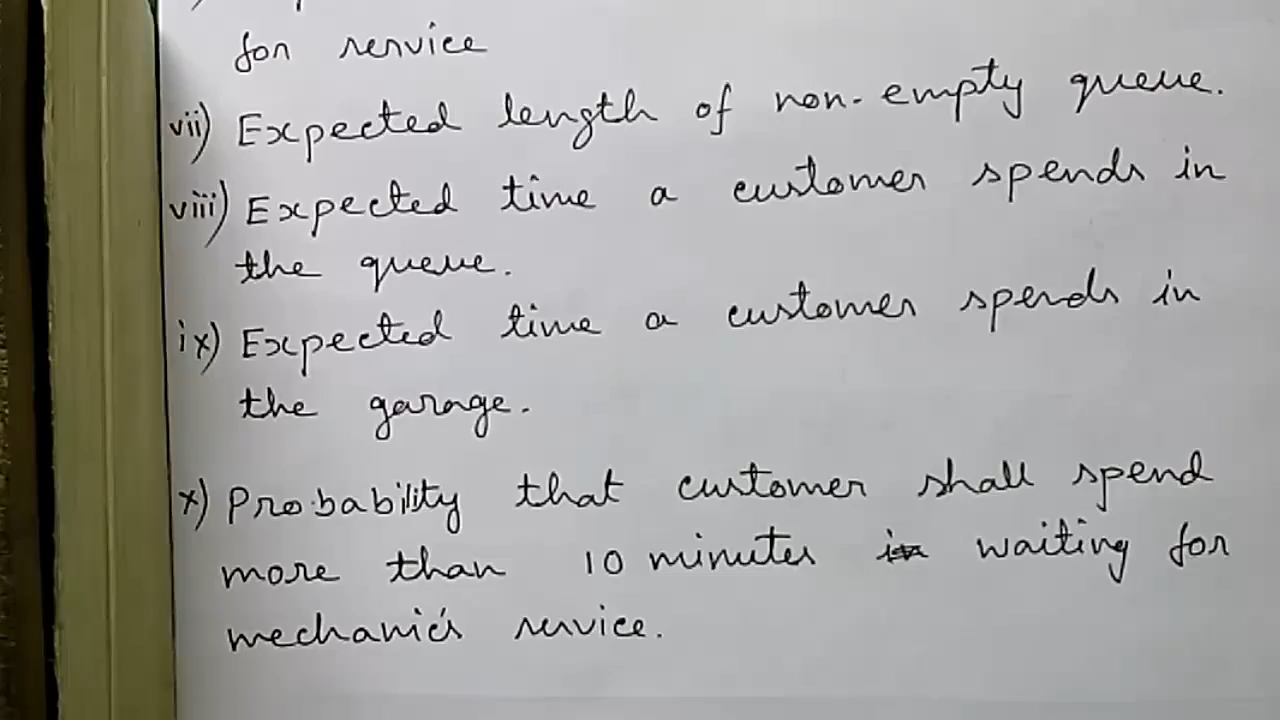 for service
vii) Expected length of non-empty queue.
viii) Expected time a customer spends in
the queue.
ix) Expected time a customer spends in
the garage.
x) Probability that customer shall spend
more than 10 minutes in waiting for
mechanic's service.